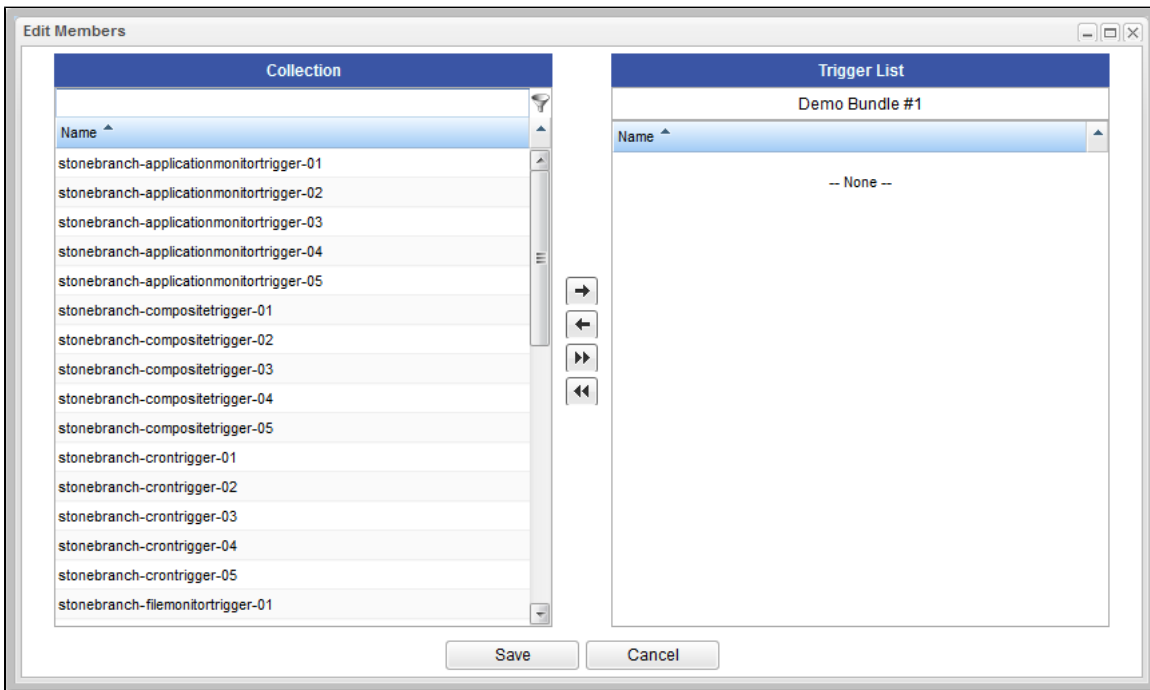 Edit Members
Collection
Name
stonebranch-applicationmonitortrigger-01
stonebranch-applicationmonitortrigger-02
stonebranch-applicationmonitortrigger-03
stonebranch-applicationmonitortrigger-04
stonebranch-applicationmonitortrigger-05
stonebranch-compositetrigger-01
stonebranch-compositetrigger-02
stonebranch-compositetrigger-03
stonebranch-compositetrigger-04
stonebranch-compositetrigger-05
stonebranch-crontrigger-01
stonebranch-crontrigger-02
stonebranch-crontrigger-03
stonebranch-crontrigger-04
stonebranch-crontrigger-05
stonebranch-filemonitortrigger-01
Trigger List
Demo Bundle #1
Name
-- None --
Save
Cancel